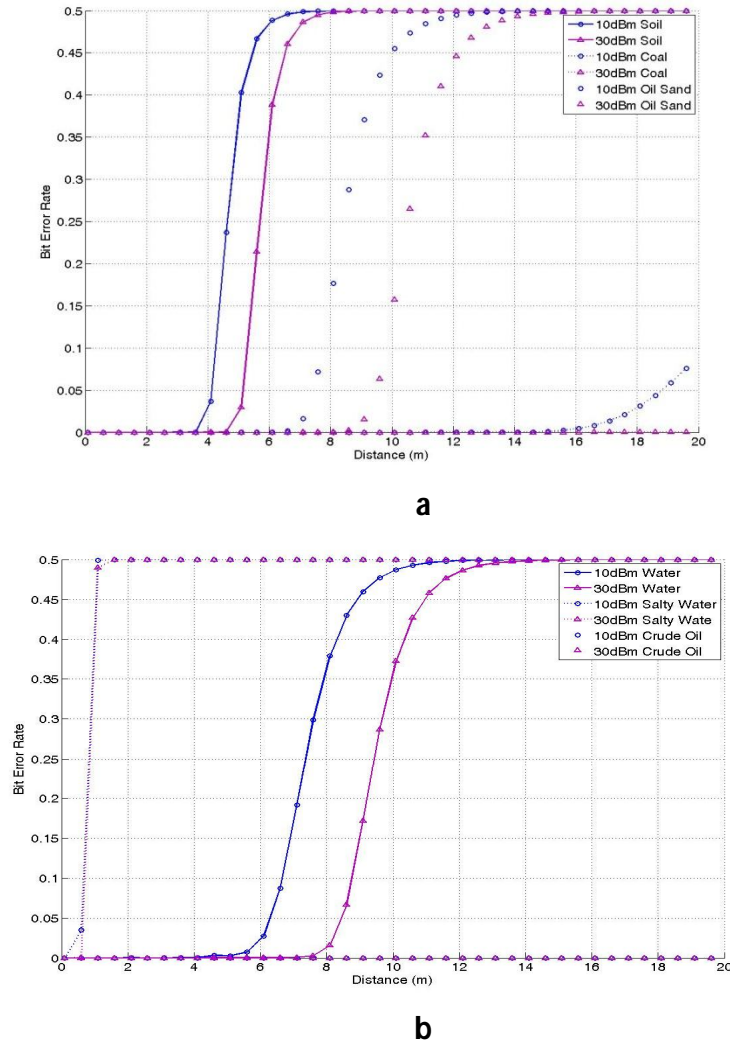 0.5
0.45
0.4
0.35
0.3
0.25
0.2
0.15
0.1
0.05
0
Bit Error Rate
10dBm Soil
30dBm Soil
10dBm Coal
30dBm Coal
10dBm Oil Sand
30dBm Oil Sand
0 2 4 6 8 10 12 14 16 18 20
Distance (m)
a
0.5
0.45
0.4
0.35
0.3
0.25
0.2
0.15
0.1
0.05
0
Bit Error Rate
10dBm Water
30dBm Water
10dBm Salty Water
30dBm Salty Wate
10dBm Crude Oil
30dBm Crude Oil
0 2 4 6 8 10 12 14 16 18 20
Distance (m)
b